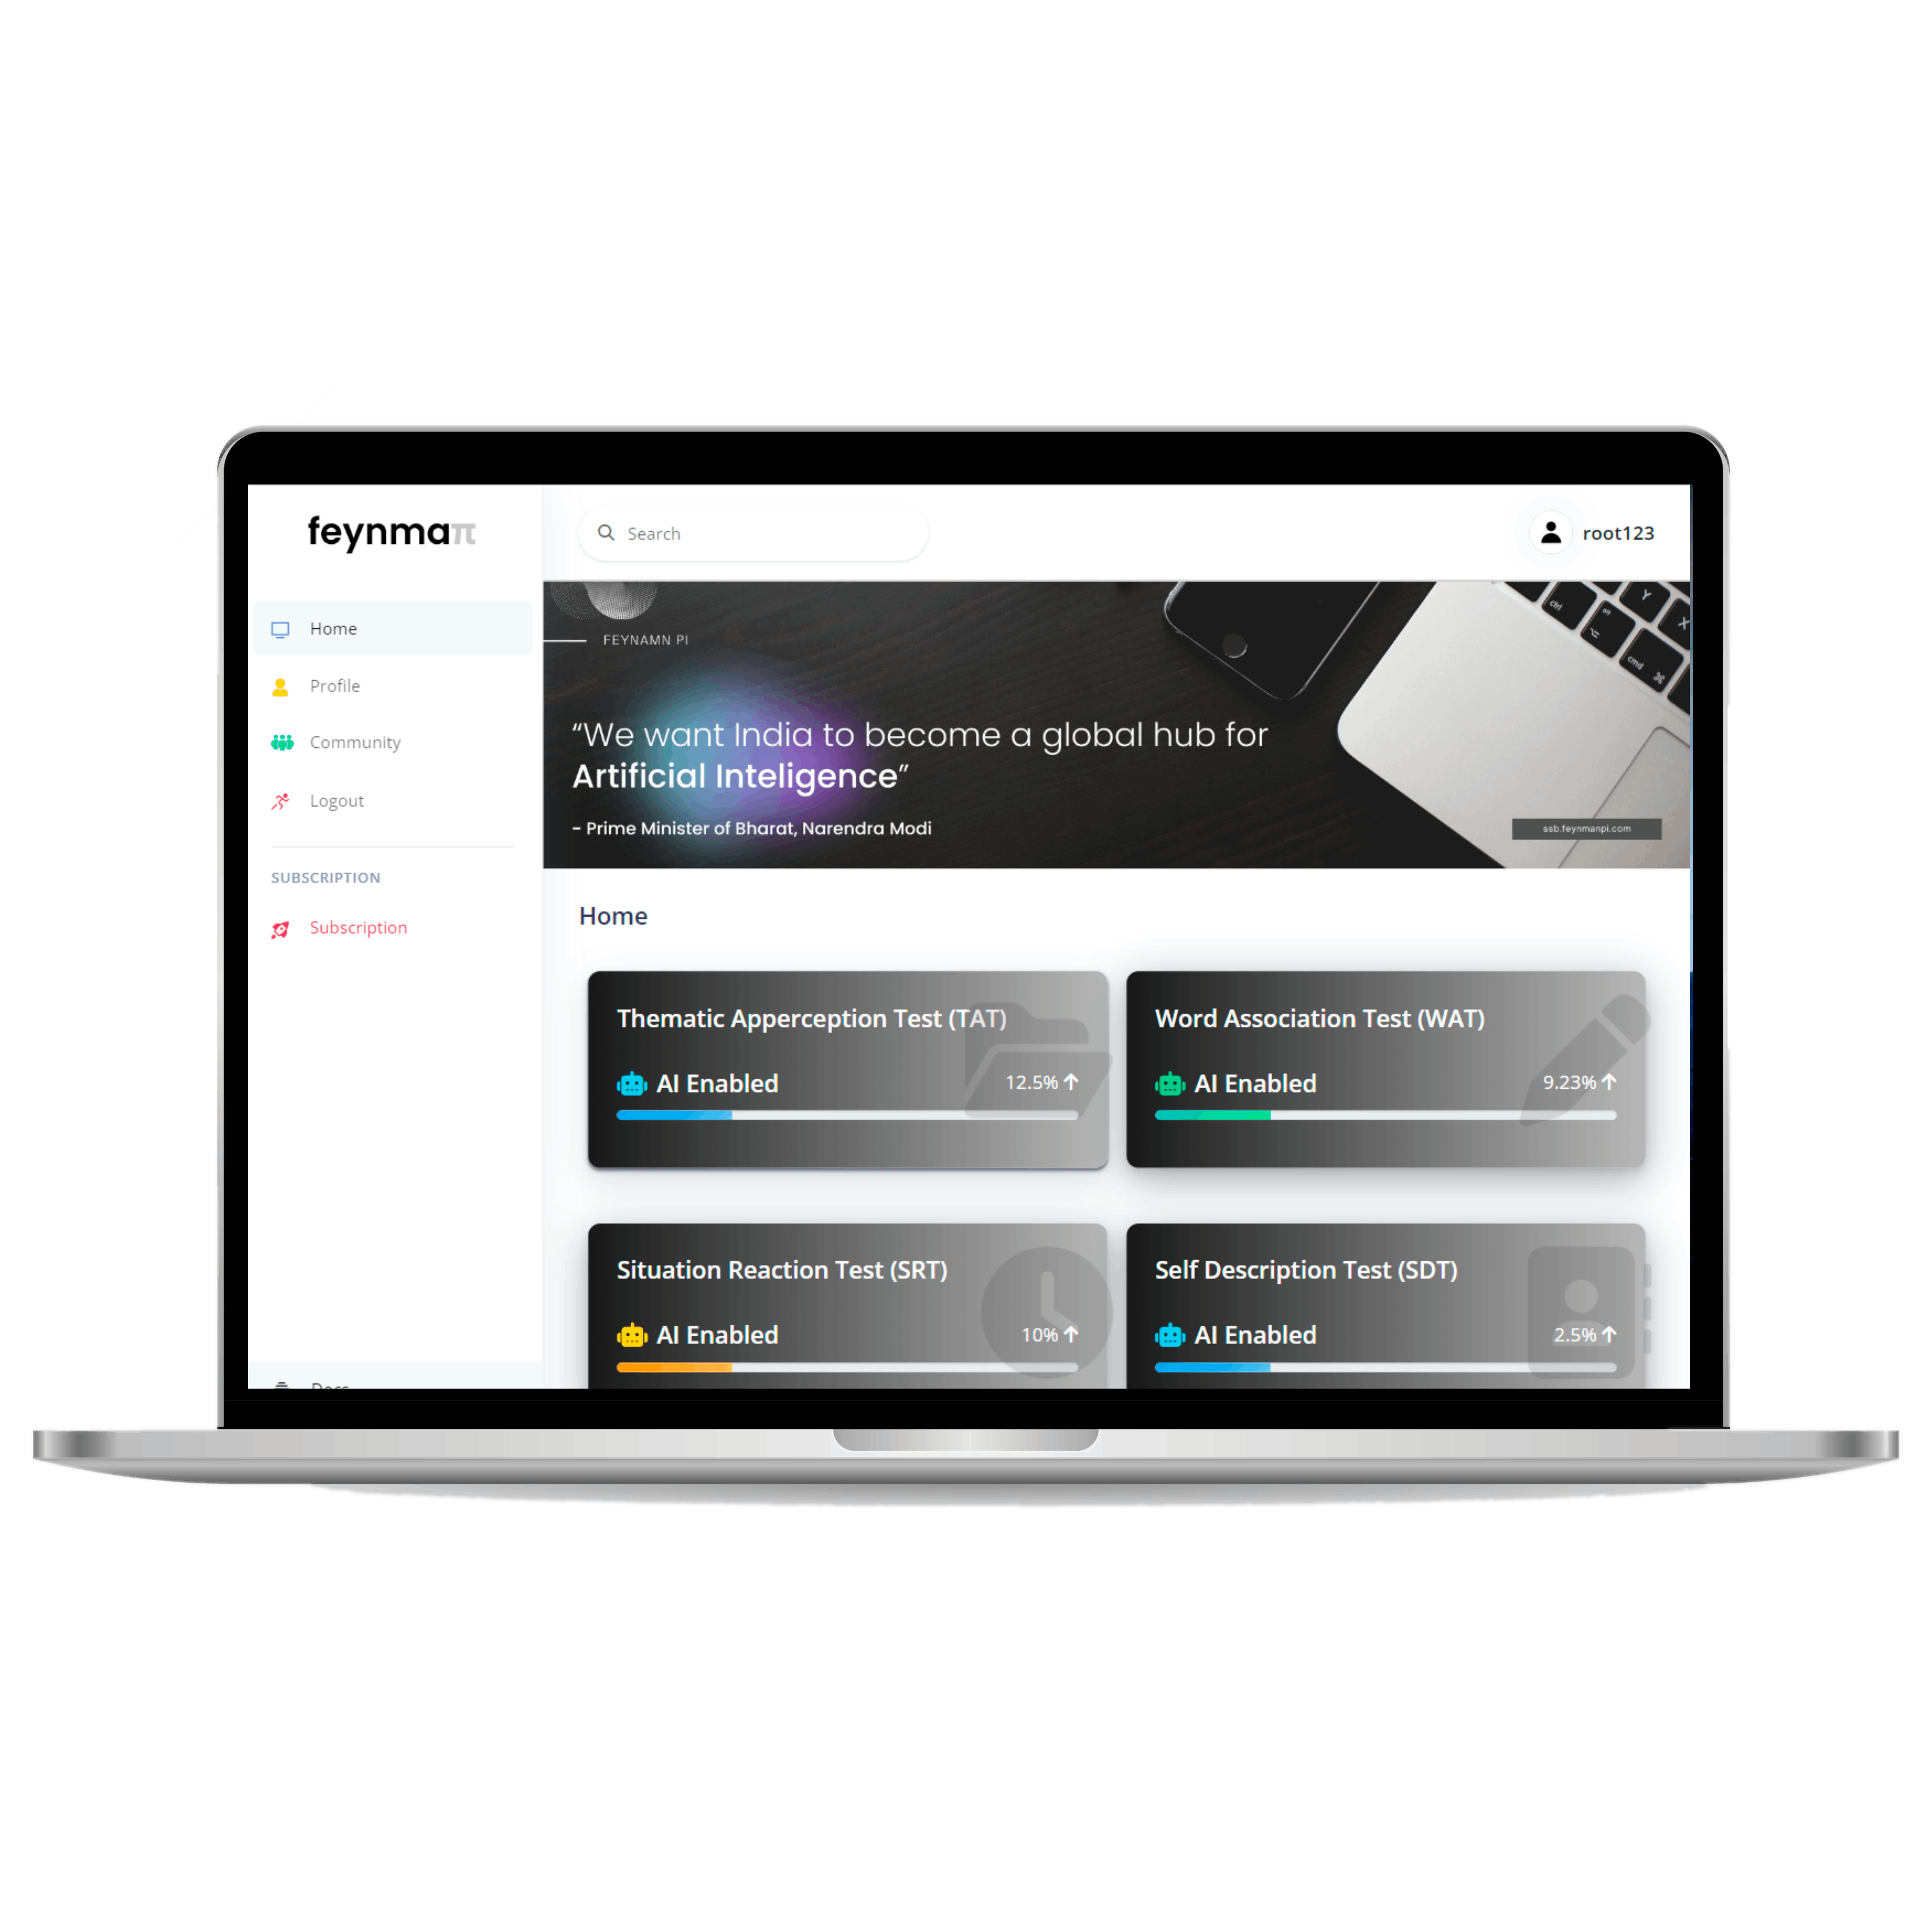 feynmaπ
Search
root123
Home
Profile
Community
Logout
SUBSCRIPTION
Subscription
Docs
FEYNAMN PI
“We want India to become a global hub for
Artificial Inteligence”
- Prime Minister of Bharat, Narendra Modi
ssb.feynmanpi.com
ctrl
cmd
⌘
Y
X
Home
Thematic Apperception Test (TAT)
AI Enabled 12.5%
Word Association Test (WAT)
AI Enabled 9.23%
Situation Reaction Test (SRT)
AI Enabled 10%
Self Description Test (SDT)
AI Enabled 2.5%